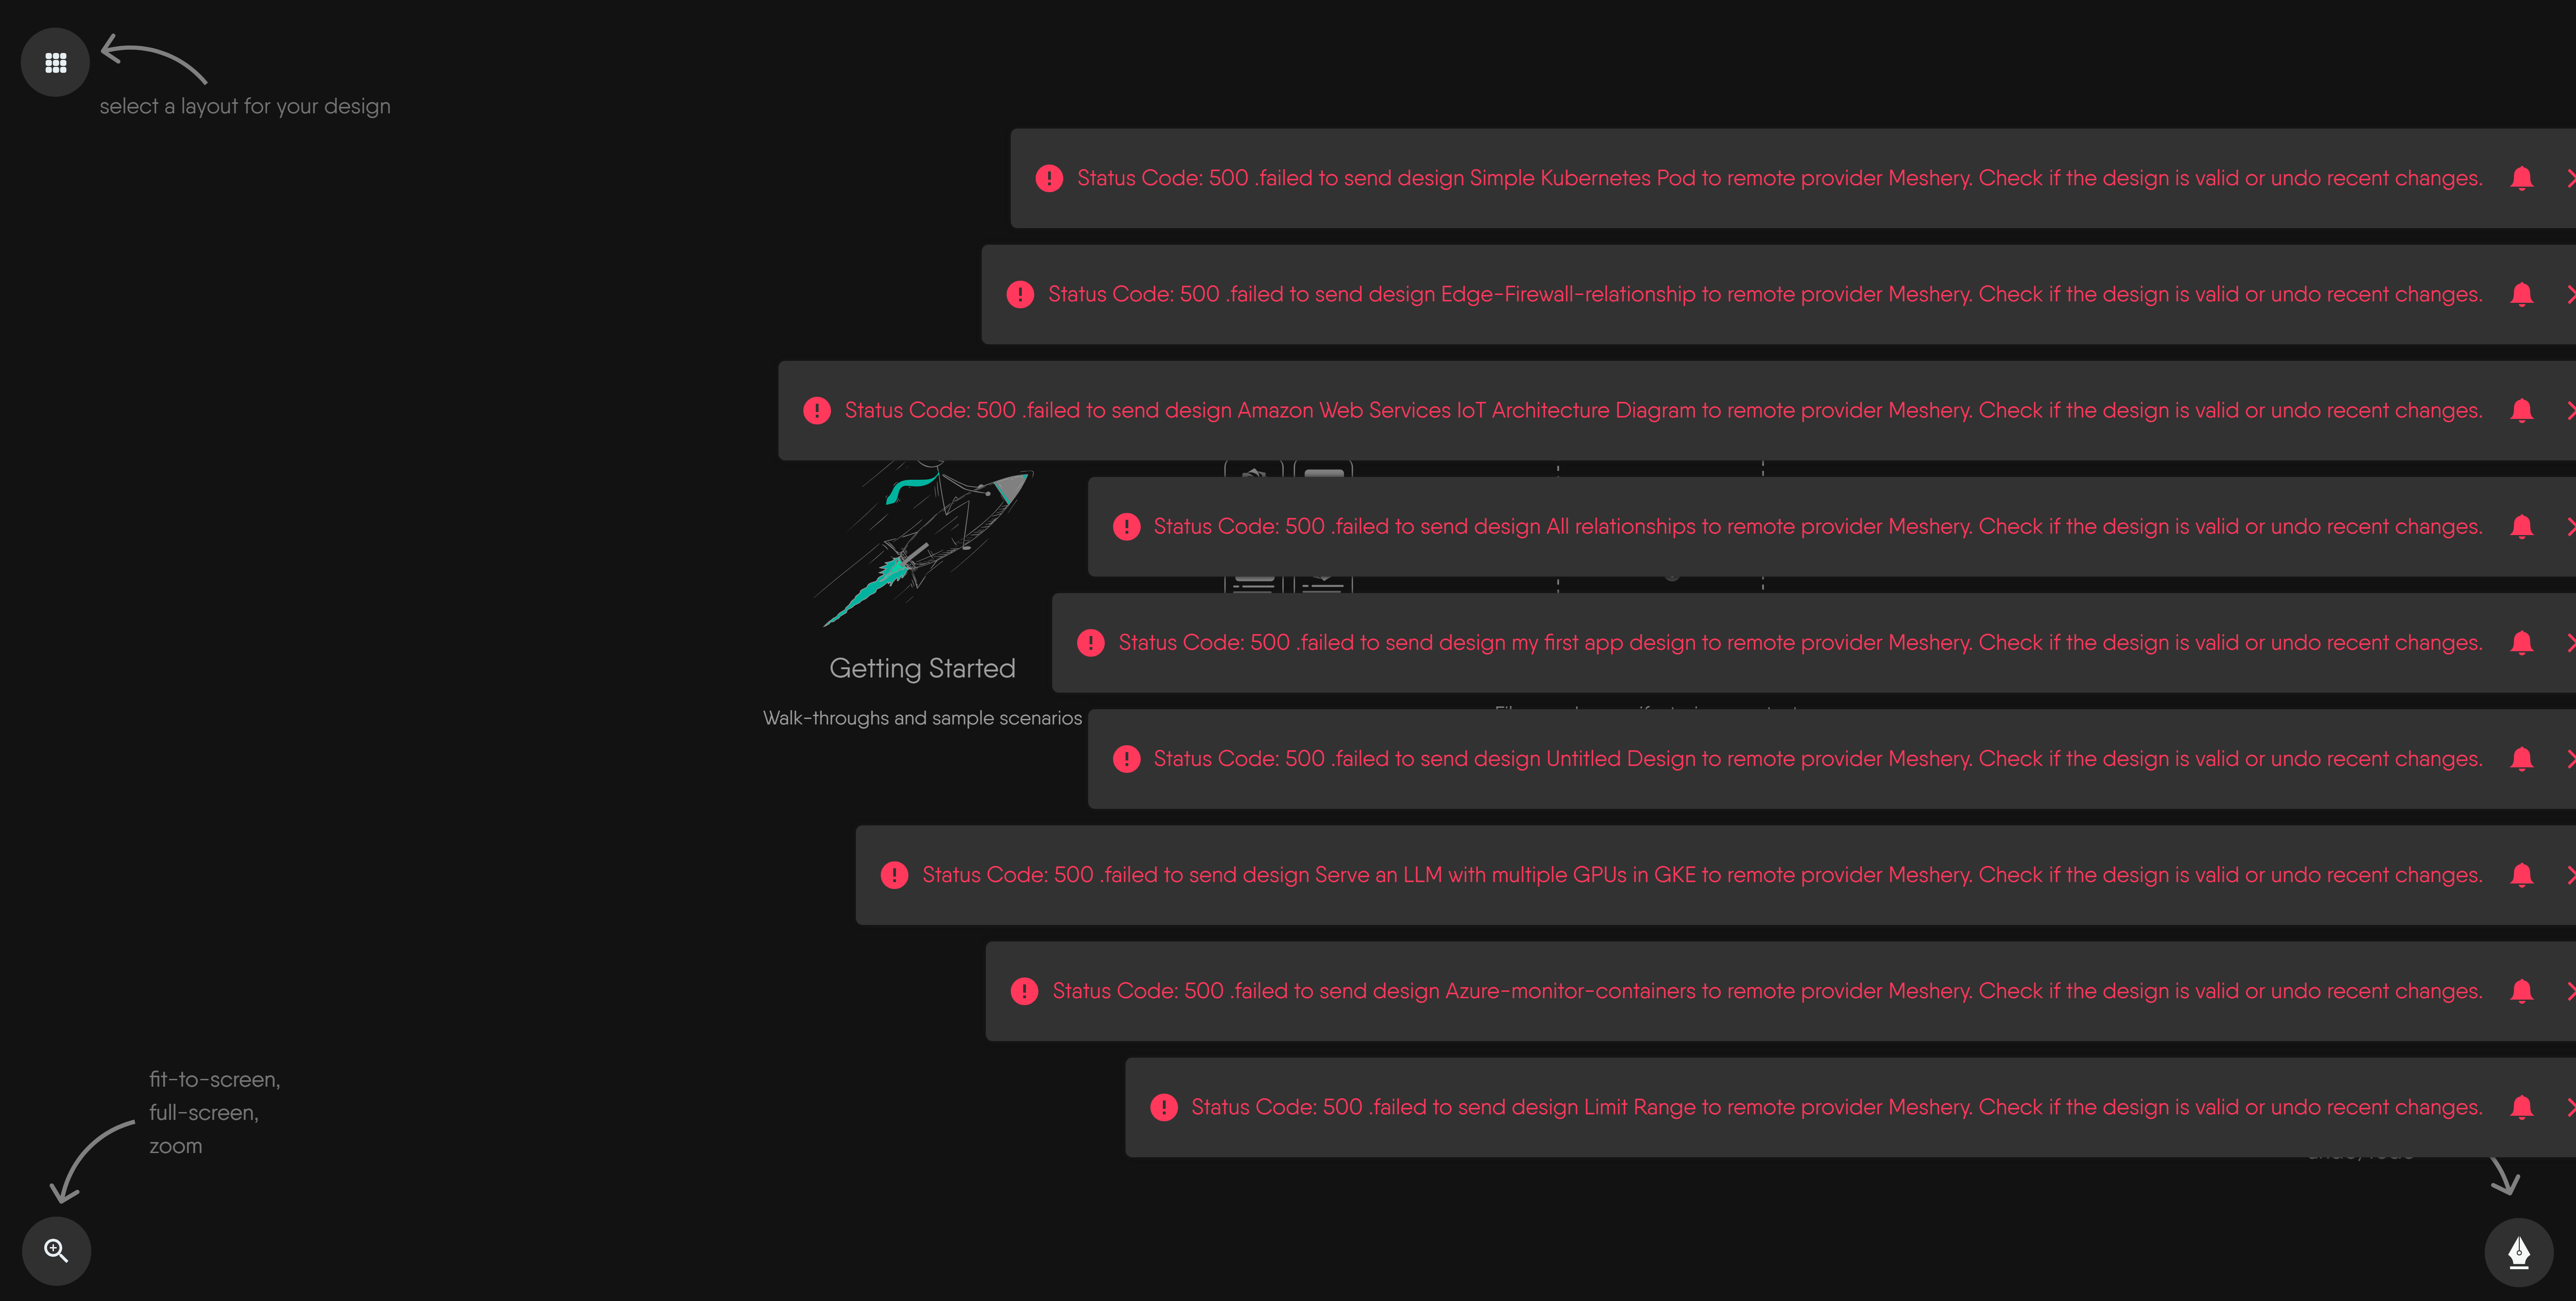 select a layout for your design
Status Code: 500 .failed to send design Simple Kubernetes Pod to remote provider Meshery. Check if the design is valid or undo recent changes.
Status Code: 500 .failed to send design Edge-Firewall-relationship to remote provider Meshery. Check if the design is valid or undo recent changes.
Status Code: 500 .failed to send design Amazon Web Services IoT Architecture Diagram to remote provider Meshery. Check if the design is valid or undo recent changes.
Status Code: 500 .failed to send design All relationships to remote provider Meshery. Check if the design is valid or undo recent changes.
Status Code: 500 .failed to send design my first app design to remote provider Meshery. Check if the design is valid or undo recent changes.
Getting Started
Walk-throughs and sample scenarios
Status Code: 500 .failed to send design Untitled Design to remote provider Meshery. Check if the design is valid or undo recent changes.
Status Code: 500 .failed to send design Serve an LLM with multiple GPUs in GKE to remote provider Meshery. Check if the design is valid or undo recent changes.
Status Code: 500 .failed to send design Azure-monitor-containers to remote provider Meshery. Check if the design is valid or undo recent changes.
Status Code: 500 .failed to send design Limit Range to remote provider Meshery. Check if the design is valid or undo recent changes.
fit-to-screen,
full-screen,
zoom